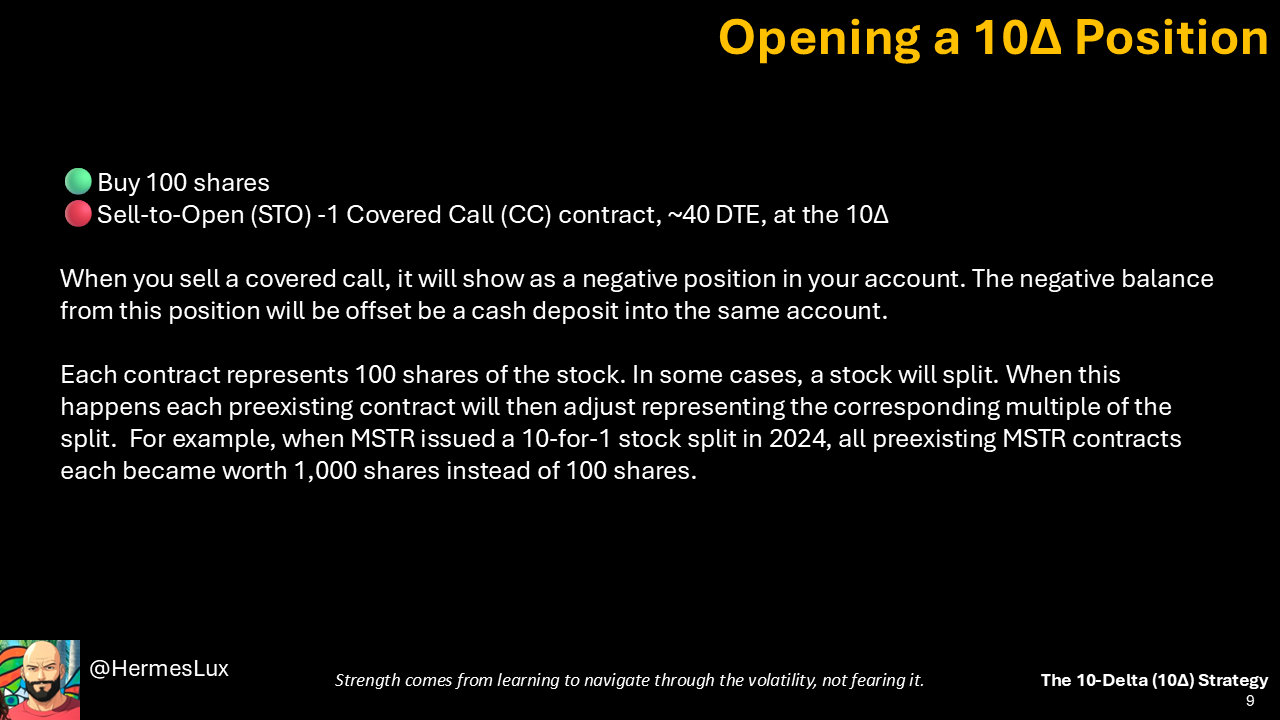 Opening a 10Δ Position
Buy 100 shares
Sell-to-Open (STO) -1 Covered Call (CC) contract, ~40 DTE, at the 10Δ
When you sell a covered call, it will show as a negative position in your account. The negative balance
from this position will be offset be a cash deposit into the same account.
Each contract represents 100 shares of the stock. In some cases, a stock will split. When this
happens each preexisting contract will then adjust representing the corresponding multiple of the
split.  For example, when MSTR issued a 10-for-1 stock split in 2024, all preexisting MSTR contracts
each became worth 1,000 shares instead of 100 shares.
@HermesLux
Strength comes from learning to navigate through the volatility, not fearing it.
The 10-Delta (10Δ) Strategy
9